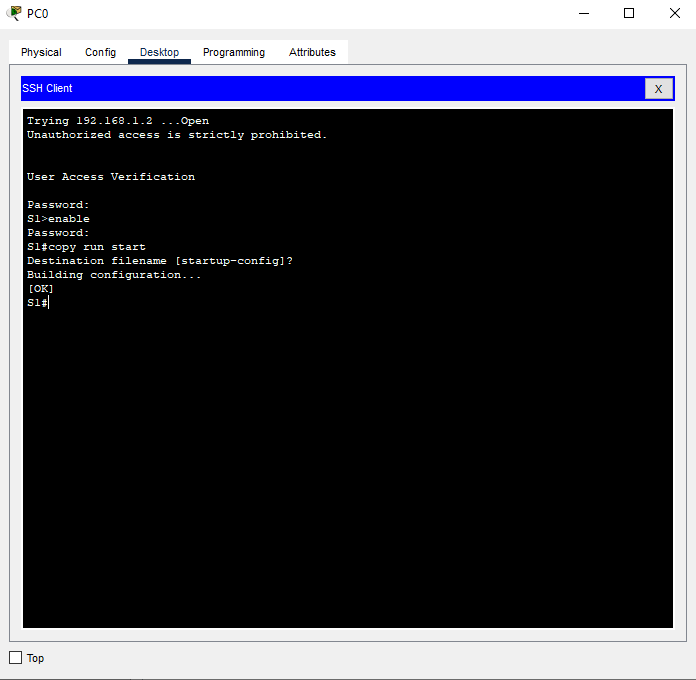 PC0
Physical Config Desktop Programming Attributes
SSH Client X
Trying 192.168.1.2 ...Open
Unauthorized access is strictly prohibited.
User Access Verification
Password:
S1>enable
Password:
S1#copy run start
Destination filename [startup-config]?
Building configuration...
[OK]
S1#
Top